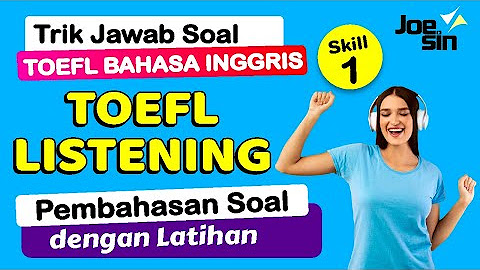 Trik Jawab Soal
TOEFL BAHASA INGGRIS
Skill
1
Joe
sin
TOEFL
LISTENING
Pembahasan Soal
dengan Latihan